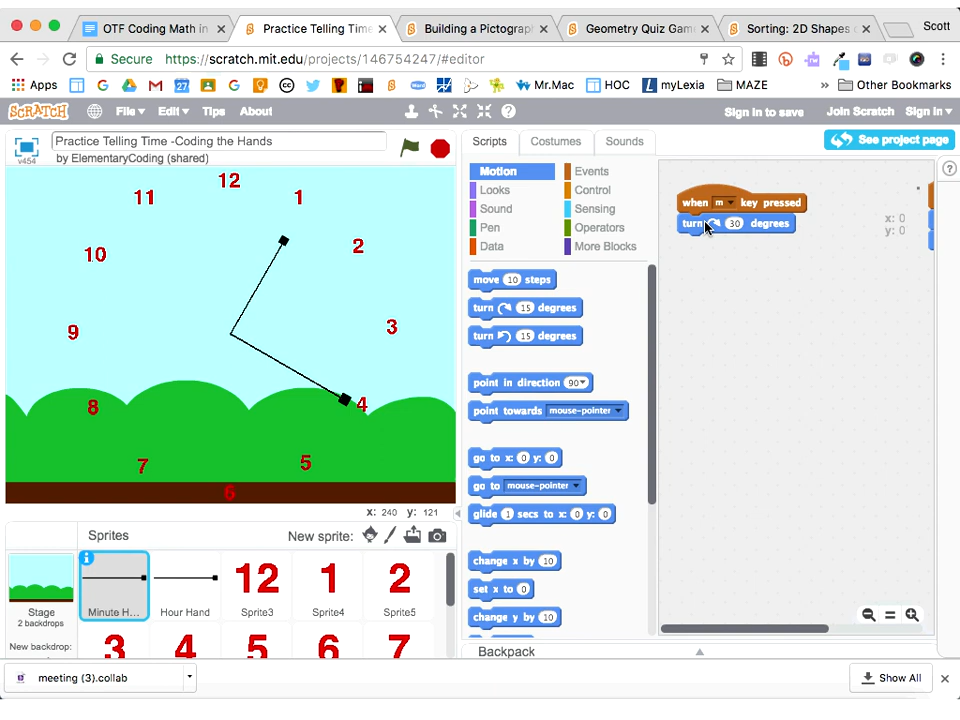 OTF Coding Math in
Practice Telling Time
Building a Pictograp
Geometry Quiz Gam
Sorting: 2D Shapes o
Scott
Secure
https://scratch.mit.edu/projects/146754247/#editor
Apps
Mr.Mac
HOC
myLexia
MAZE
»
Other Bookmarks
SCRATCH
File
Edit
Tips
About
Sign in to save
Join Scratch
Sign in
v454
Practice Telling Time -Coding the Hands
by ElementaryCoding (shared)
Scripts
Costumes
Sounds
See project page
12
11
1
10
2
9
3
8
4
7
5
6
Motion
Events
Looks
Control
Sound
Sensing
Pen
Operators
Data
More Blocks
move 10 steps
turn 15 degrees
turn 15 degrees
point in direction 90
point towards mouse-pointer
go to x: 0 y: 0
go to mouse-pointer
glide 1 secs to x: 0 y: 0
change x by 10
set x to 0
change y by 10
when m key pressed
turn 30 degrees
x: 0
y: 0
x: 240 y: 121
Sprites
New sprite:
Stage
2 backdrops
New backdrop:
Minute H...
Hour Hand
12
Sprite3
1
Sprite4
2
Sprite5
3
4
5
6
7
Backpack
meeting (3).collab
Show All